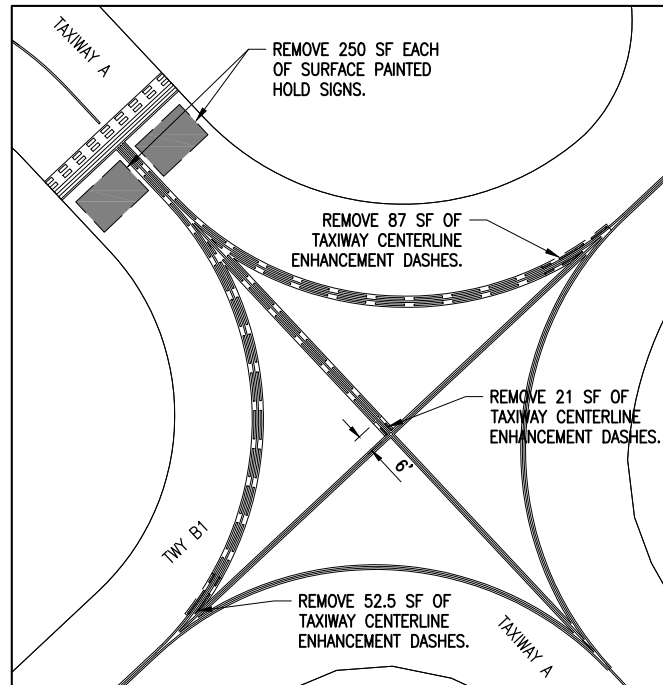 TAXIWAY A
REMOVE 250 SF EACH
OF SURFACE PAINTED
HOLD SIGNS.
REMOVE 87 SF OF
TAXIWAY CENTERLINE
ENHANCEMENT DASHES.
REMOVE 21 SF OF
TAXIWAY CENTERLINE
ENHANCEMENT DASHES.
6'
TWY B1
REMOVE 52.5 SF OF
TAXIWAY CENTERLINE
ENHANCEMENT DASHES.
TAXIWAY A